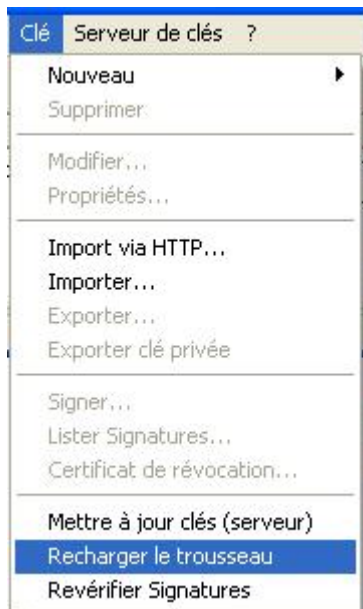 Clé Serveur de clés ?
Nouveau
Supprimer
Modifier...
Propriétés...
Import via HTTP...
Importer...
Exporter...
Exporter clé privée
Signer...
Lister Signatures...
Certificat de révocation...
Mettre à jour clés (serveur)
Recharger le trousseau
Revérifier Signatures